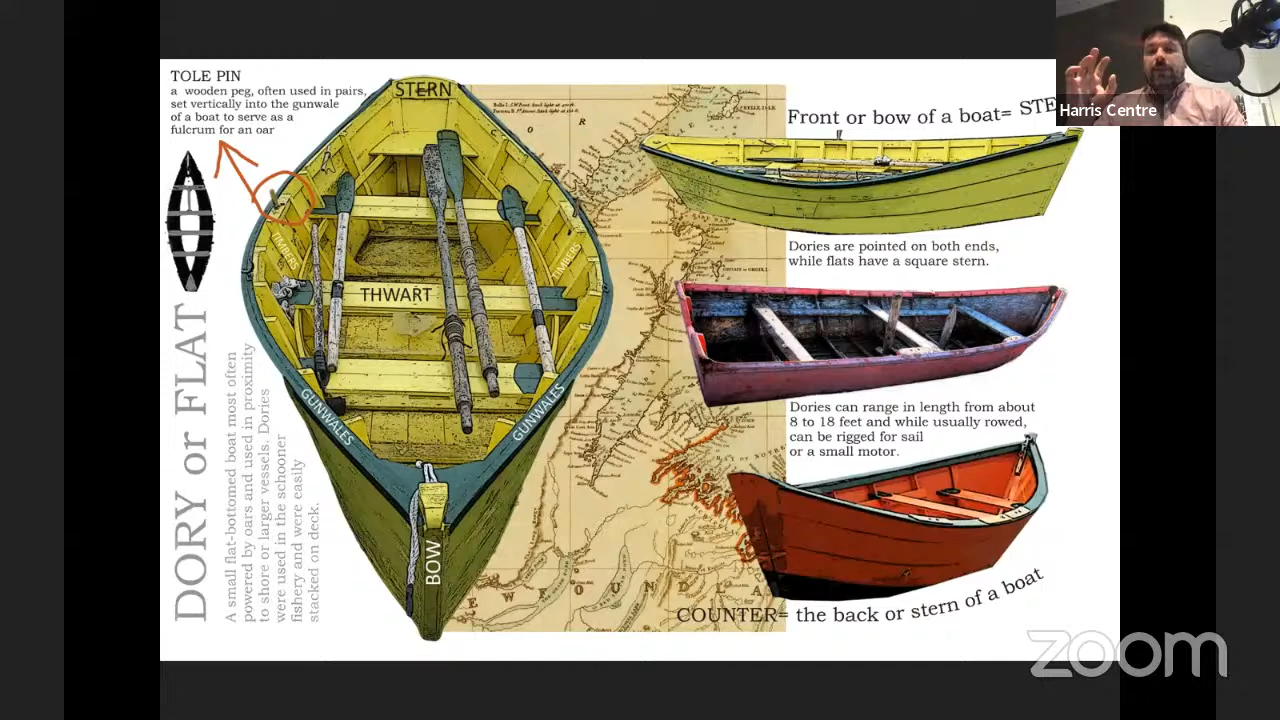 TOLE PIN
a wooden peg, often used in pairs,
set vertically into the gunwale
of a boat to serve as a
fulcrum for an oar
DORY or FLAT
A small flat-bottomed boat most often
powered by oars and used in proximity
to shore or larger vessels. Dories
were used in the schooner
fishery and were easily
stacked on deck.
STERN
TIMBERS
TIMBERS
THWART
GUNWALES
GUNWALES
BOW
Front or bow of a boat= STE
Dories are pointed on both ends,
while flats have a square stern.
Dories can range in length from about
8 to 18 feet and while usually rowed,
can be rigged for sail
or a small motor.
COUNTER= the back or stern of a boat
Harris Centre
zoom